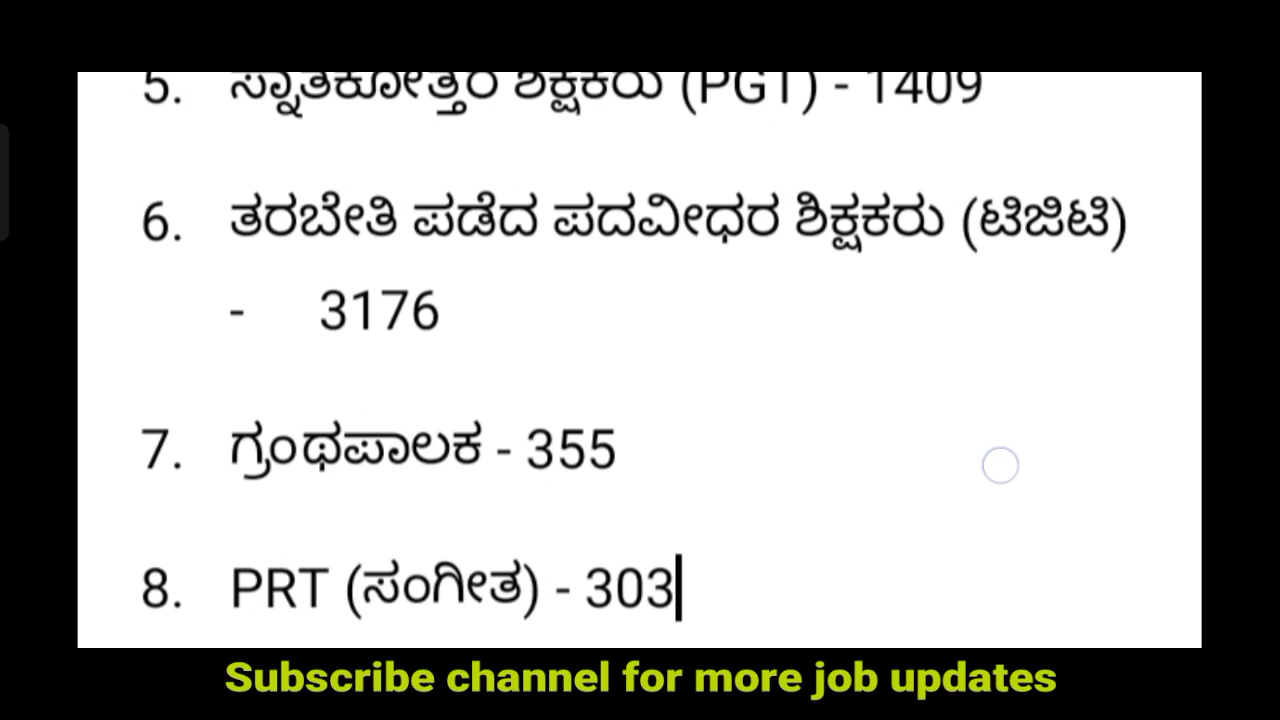 5. ಸ್ನಾತಕೋತ್ತರ ಶಿಕ್ಷಕರು (PGT) - 1409
6. ತರಬೇತಿ ಪಡೆದ ಪದವೀಧರ ಶಿಕ್ಷಕರು (ಟಿಜಿಟಿ)
- 3176
7. ಗ್ರಂಥಪಾಲಕ - 355
8. PRT (ಸಂಗೀತ) - 303
Subscribe channel for more job updates